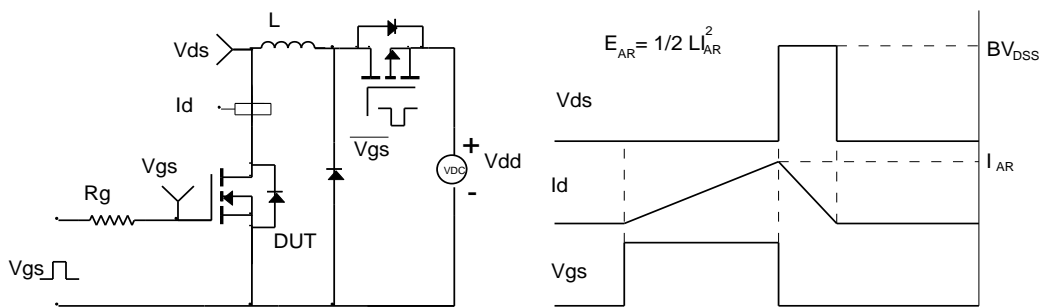 L
Vds
Id
Vgs
Vgs
+
VDC
Vdd
-
Rg
DUT
Vgs
E_AR= 1/2 LI_AR^2
BV_DSS
Vds
I_AR
Id
Vgs